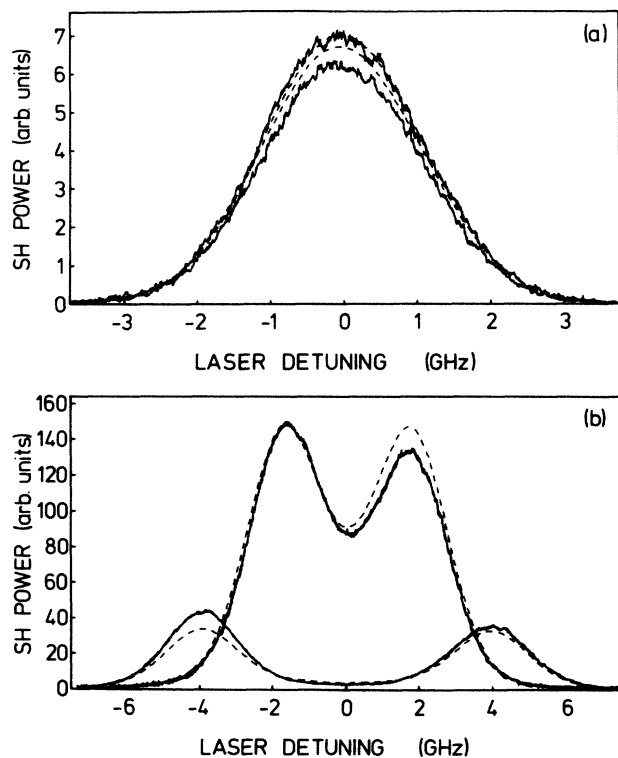 (a)
SH POWER (arb. units)
7
6
5
4
3
2
1
0
-3 -2 -1 0 1 2 3
LASER DETUNING (GHz)
(b)
SH POWER (arb. units)
160
140
120
100
80
60
40
20
0
-6 -4 -2 0 2 4 6
LASER DETUNING (GHz)